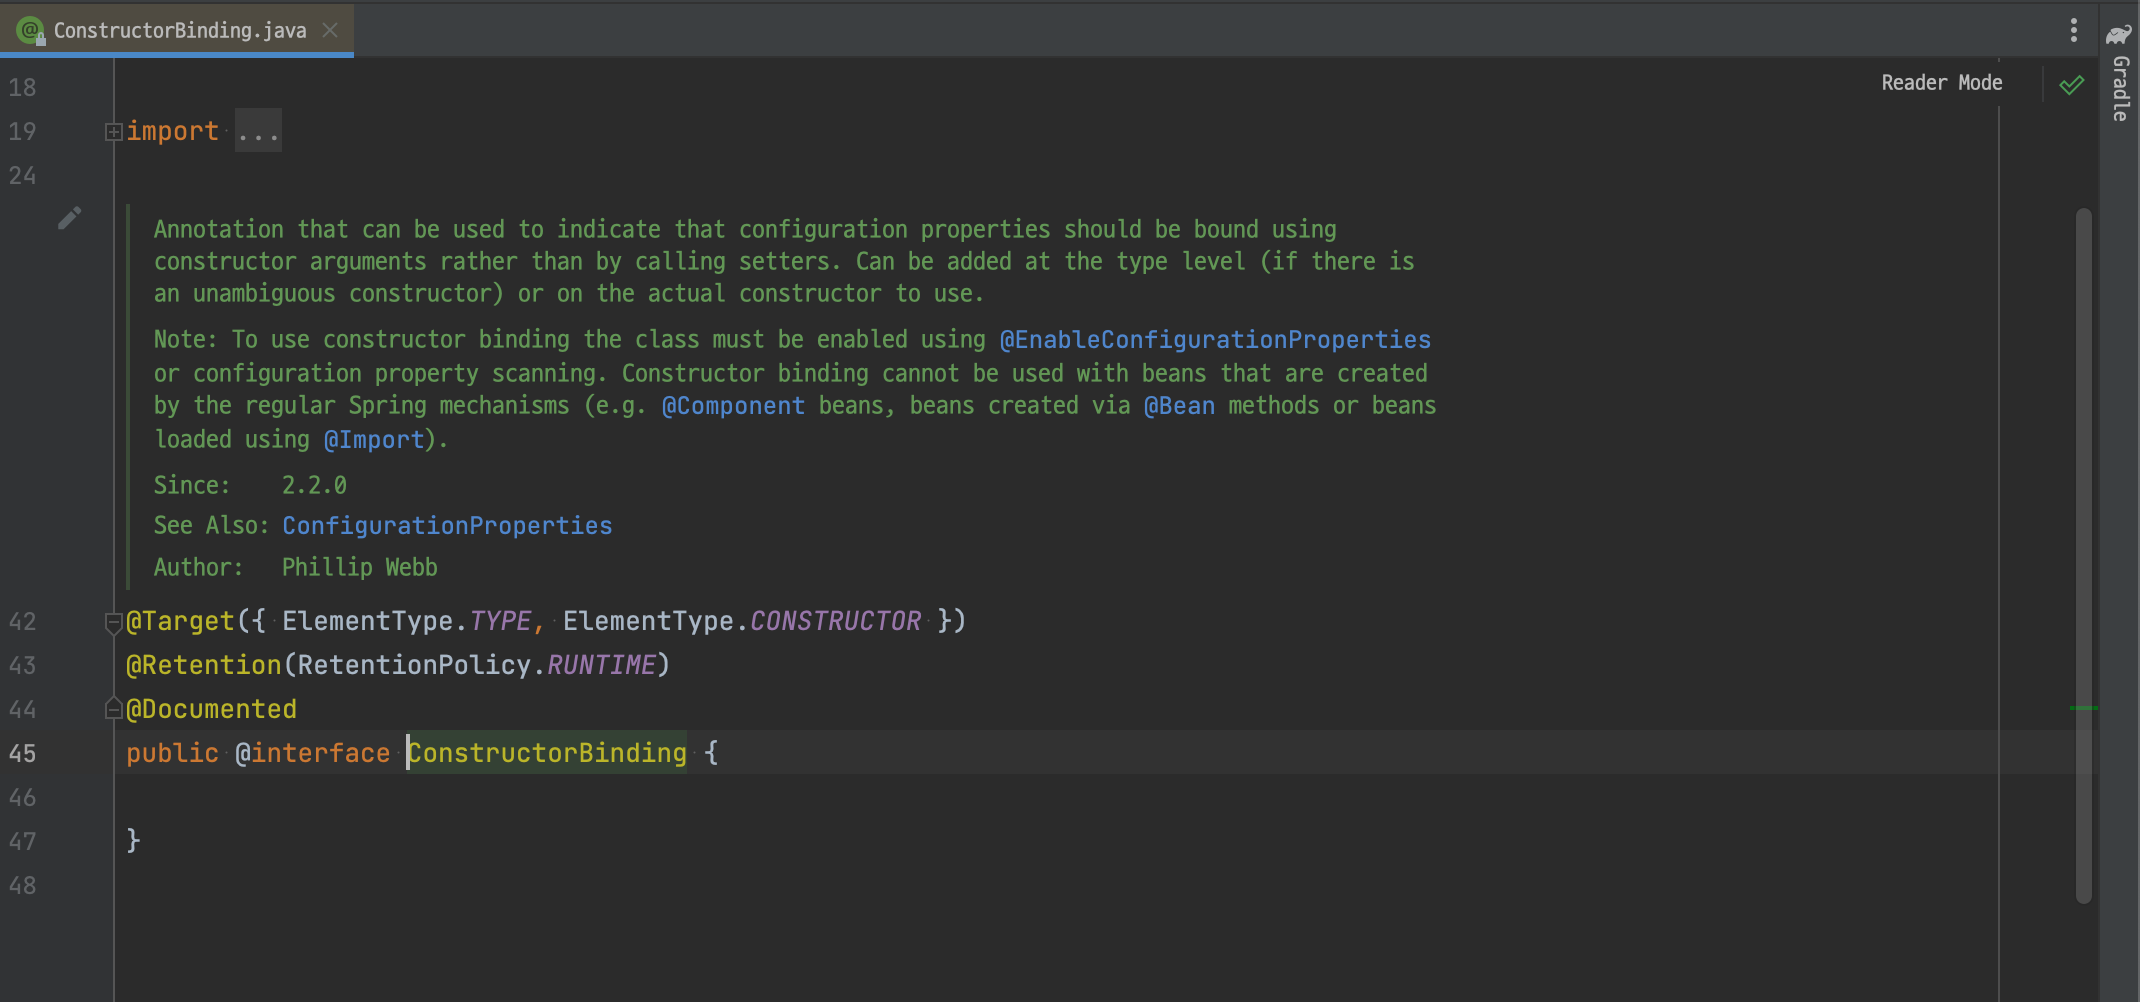 ConstructorBinding.java
Gradle
Reader Mode
18
19 import ...
24
Annotation that can be used to indicate that configuration properties should be bound using
constructor arguments rather than by calling setters. Can be added at the type level (if there is
an unambiguous constructor) or on the actual constructor to use.
Note: To use constructor binding the class must be enabled using @EnableConfigurationProperties
or configuration property scanning. Constructor binding cannot be used with beans that are created
by the regular Spring mechanisms (e.g. @Component beans, beans created via @Bean methods or beans
loaded using @Import).
Since: 2.2.0
See Also: ConfigurationProperties
Author: Phillip Webb
42 @Target({ ElementType.TYPE, ElementType.CONSTRUCTOR })
43 @Retention(RetentionPolicy.RUNTIME)
44 @Documented
45 public @interface ConstructorBinding {
46
47 }
48